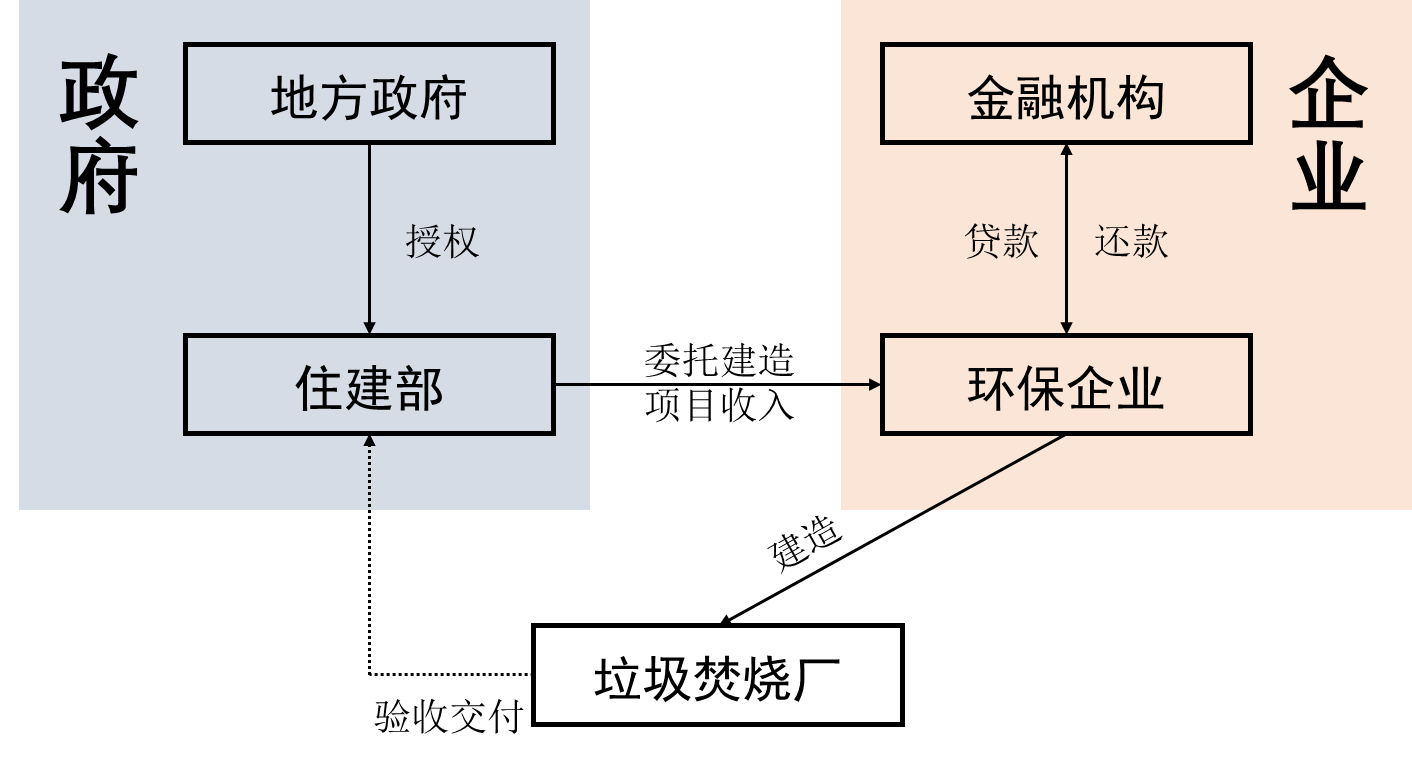 政府
地方政府
授权
住建部
委托建造
项目收入
企业
金融机构
贷款
还款
环保企业
建造
垃圾焚烧厂
验收交付